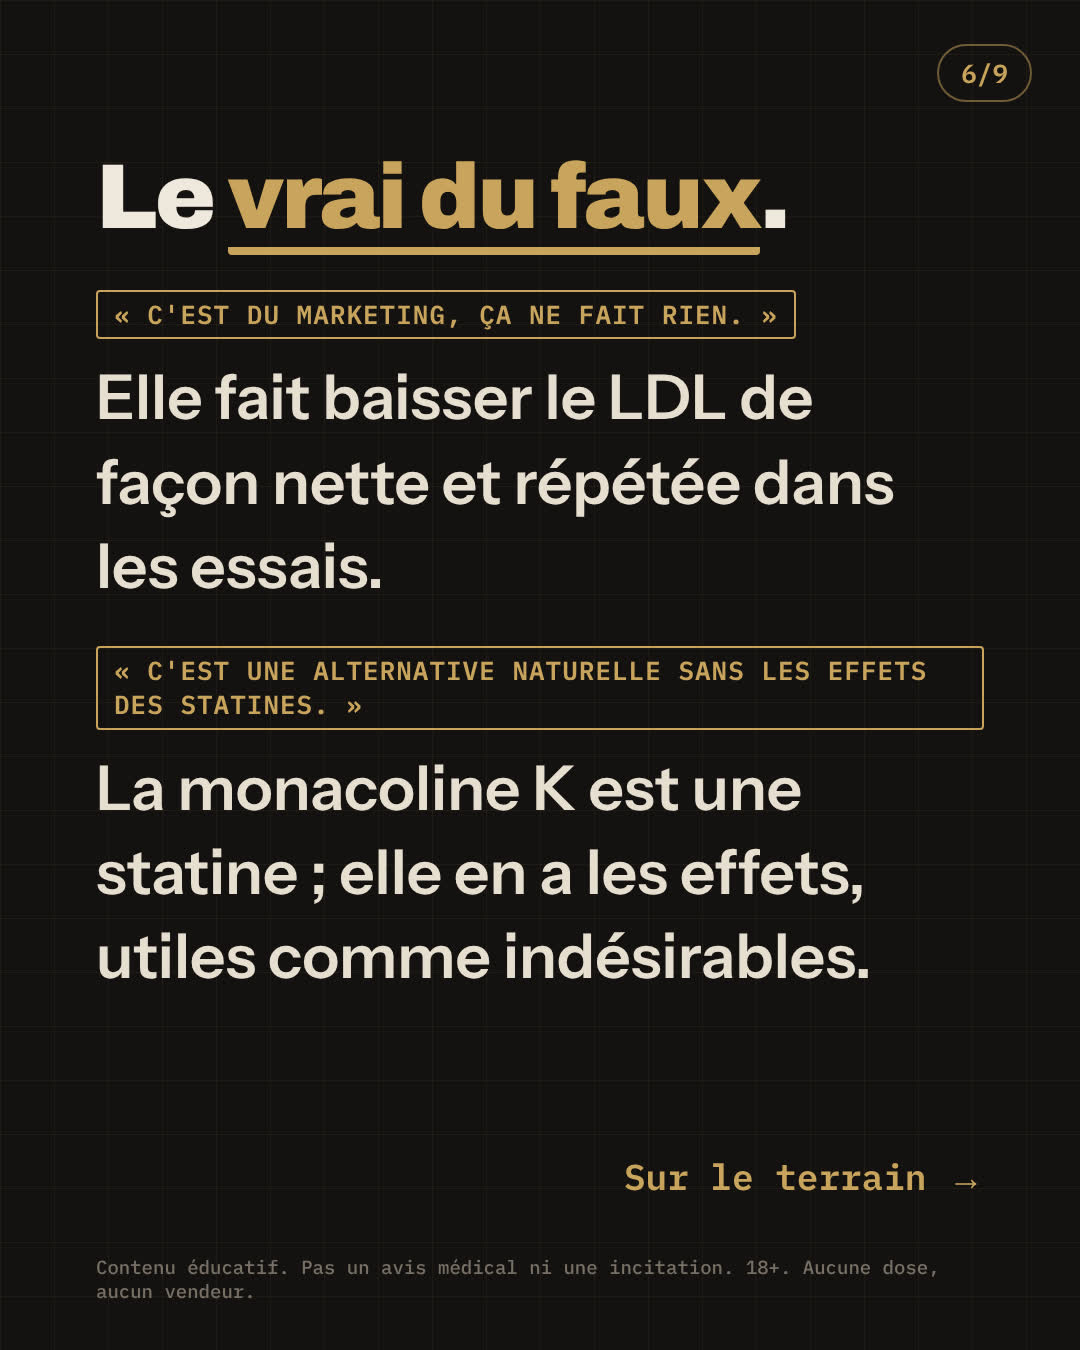 6/9
Le vrai du faux.
« C'EST DU MARKETING, ÇA NE FAIT RIEN. »
Elle fait baisser le LDL de
façon nette et répétée dans
les essais.
« C'EST UNE ALTERNATIVE NATURELLE SANS LES EFFETS
DES STATINES. »
La monacoline K est une
statine ; elle en a les effets,
utiles comme indésirables.
Sur le terrain →
Contenu éducatif. Pas un avis médical ni une incitation. 18+. Aucune dose,
aucun vendeur.